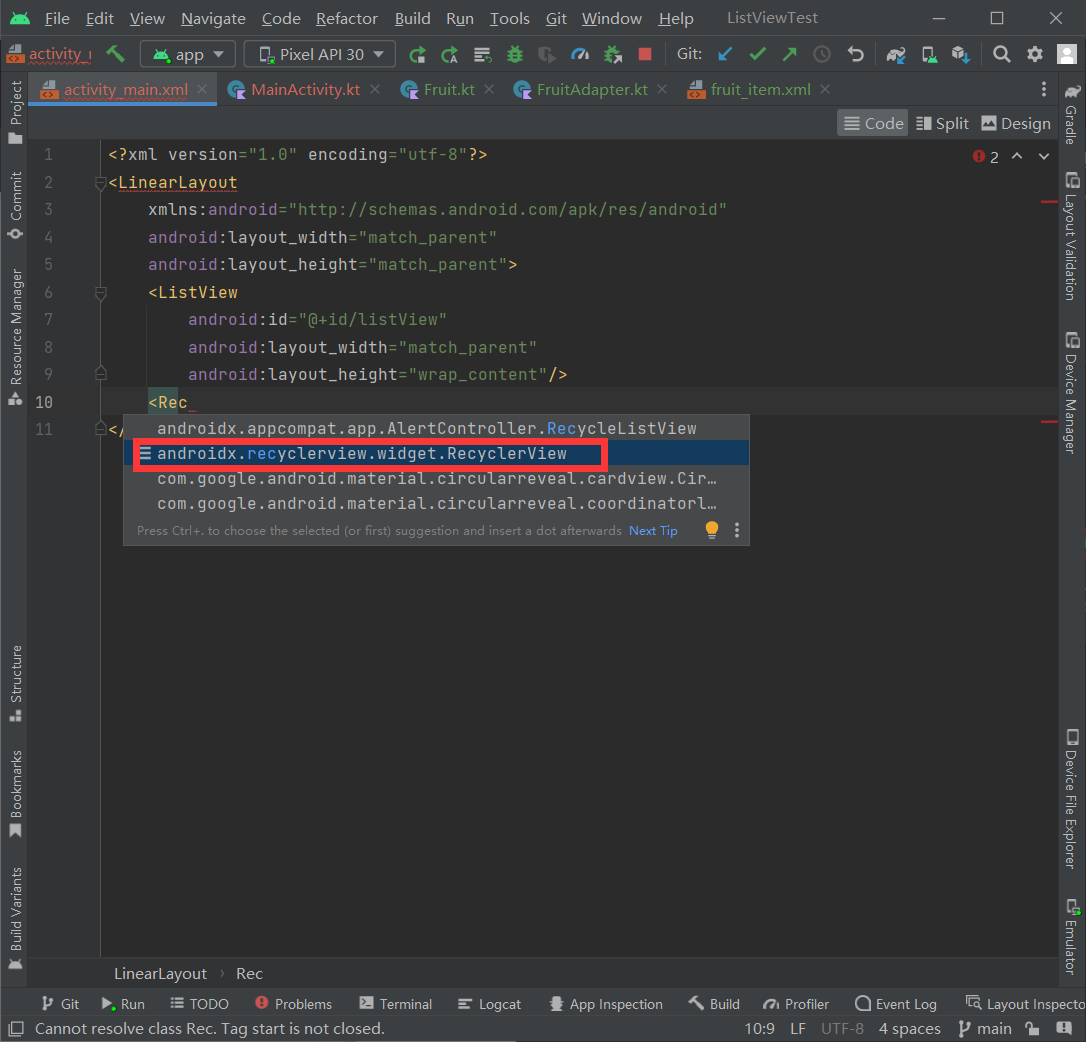 File Edit View Navigate Code Refactor Build Run Tools Git Window Help ListViewTest
activity_ app Pixel API 30 Git:
activity_main.xml MainActivity.kt Fruit.kt FruitAdapter.kt fruit_item.xml
Code Split Design
1 <?xml version="1.0" encoding="utf-8"?>
2 <LinearLayout
3 xmlns:android="http://schemas.android.com/apk/res/android"
4 android:layout_width="match_parent"
5 android:layout_height="match_parent">
6 <ListView
7 android:id="@+id/listView"
8 android:layout_width="match_parent"
9 android:layout_height="wrap_content"/>
10 <Rec
11 </
2
androidx.appcompat.app.AlertController.RecycleListView
androidx.recyclerview.widget.RecyclerView
com.google.android.material.circularreveal.cardview.Cir…
com.google.android.material.circularreveal.coordinatorl…
Press Ctrl+. to choose the selected (or first) suggestion and insert a dot afterwards Next Tip
Project
Commit
Resource Manager
Structure
Bookmarks
Build Variants
Gradle
Layout Validation
Device Manager
Device File Explorer
Emulator
LinearLayout › Rec
Git Run TODO Problems Terminal Logcat App Inspection Build Profiler Event Log Layout Inspecto
Cannot resolve class Rec. Tag start is not closed. 10:9 LF UTF-8 4 spaces main